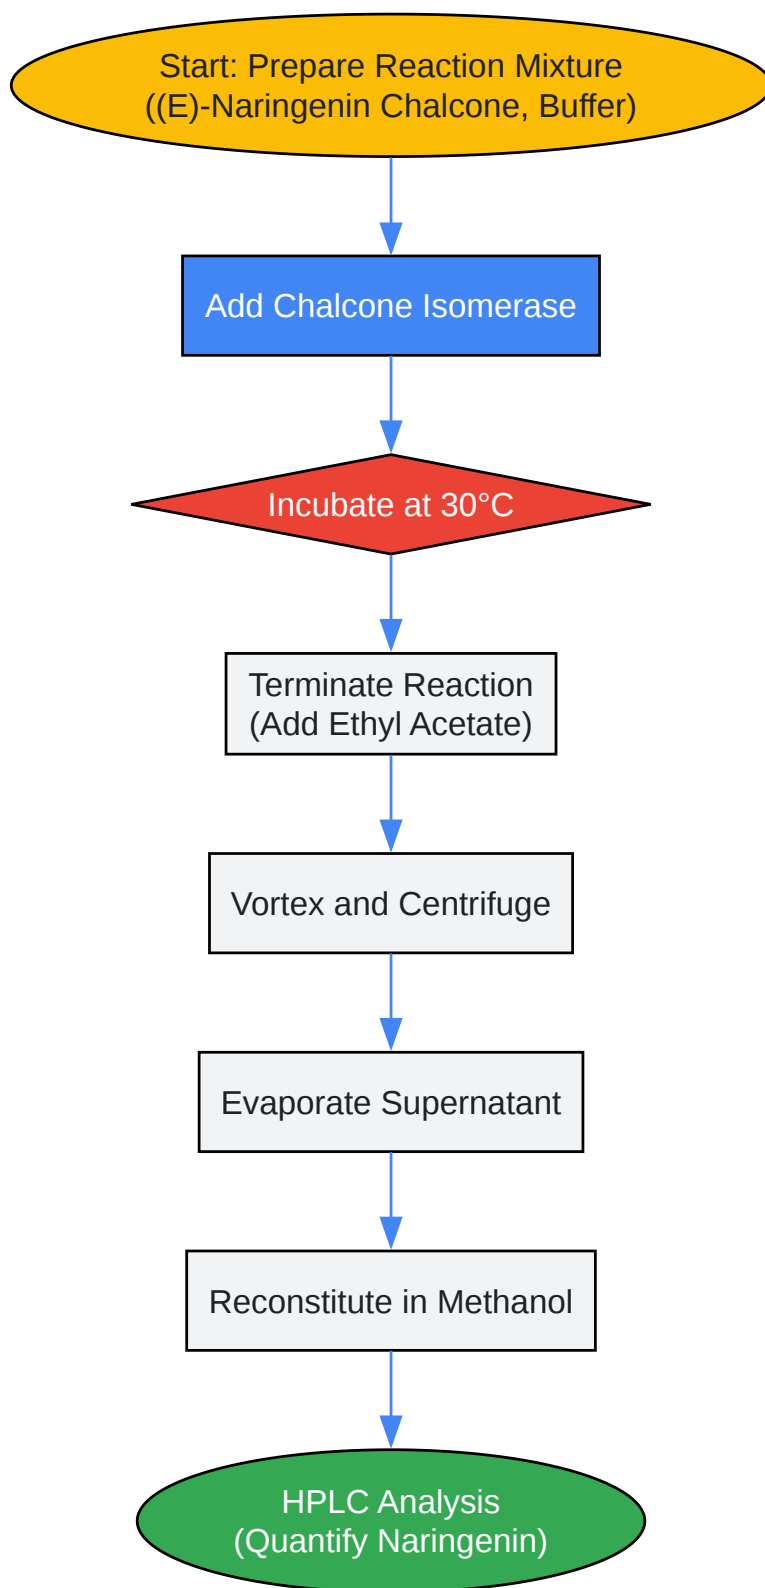 Start: Prepare Reaction Mixture
((E)-Naringenin Chalcone, Buffer)
Add Chalcone Isomerase
Incubate at 30°C
Terminate Reaction
(Add Ethyl Acetate)
Vortex and Centrifuge
Evaporate Supernatant
Reconstitute in Methanol
HPLC Analysis
(Quantify Naringenin)